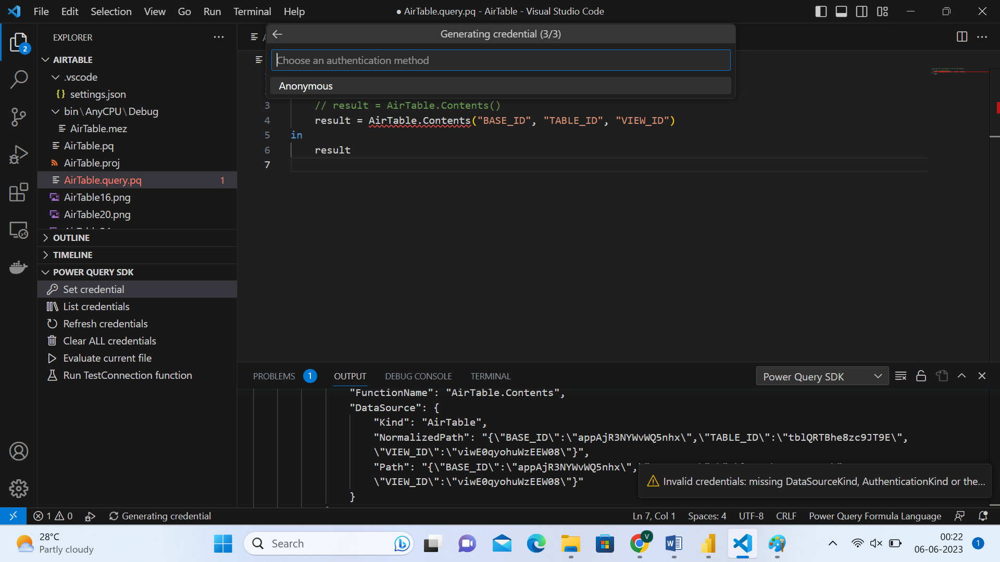 File Edit Selection View Go Run Terminal Help
● AirTable.query.pq - AirTable - Visual Studio Code
EXPLORER
Generating credential (3/3)
Choose an authentication method
Anonymous
2
AIRTABLE
.vscode
{} settings.json
bin\AnyCPU\Debug
AirTable.mez
AirTable.pq
AirTable.proj
AirTable.query.pq 1
AirTable16.png
AirTable20.png
OUTLINE
TIMELINE
POWER QUERY SDK
Set credential
List credentials
Refresh credentials
Clear ALL credentials
Evaluate current file
Run TestConnection function
3 // result = AirTable.Contents()
4 result = AirTable.Contents("BASE_ID", "TABLE_ID", "VIEW_ID")
5 in
6 result
7
PROBLEMS 1 OUTPUT DEBUG CONSOLE TERMINAL
Power Query SDK
"FunctionName": "AirTable.Contents",
"DataSource": {
"Kind": "AirTable",
"NormalizedPath": "{\"BASE_ID\":\"appAjR3NYWvWQ5nhx\",\"TABLE_ID\":\"tblQRTBhe8zc9JT9E\",
\"VIEW_ID\":\"viwE0qyohuWzEEW08\"}",
"Path": "{\"BASE_ID\":\"appAjR3NYWvWQ5nhx\",
\"VIEW_ID\":\"viwE0qyohuWzEEW08\"}"
}
Invalid credentials: missing DataSourceKind, AuthenticationKind or the...
1 0 Generating credential
Ln 7, Col 1 Spaces: 4 UTF-8 CRLF Power Query Formula Language
28°C
Partly cloudy
Search
V
00:22
06-06-2023
1